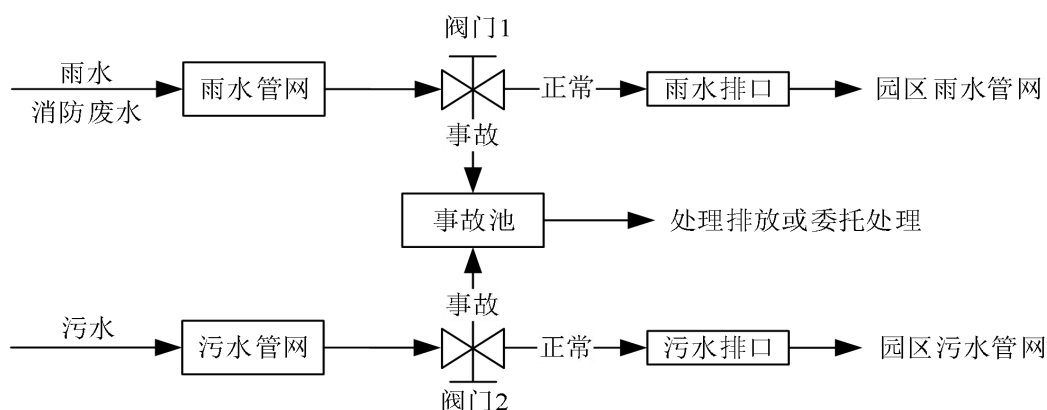 阀门1
雨水
消防废水
雨水管网
正常
雨水排口
园区雨水管网
事故
事故池
处理排放或委托处理
事故
污水
污水管网
正常
污水排口
园区污水管网
阀门2